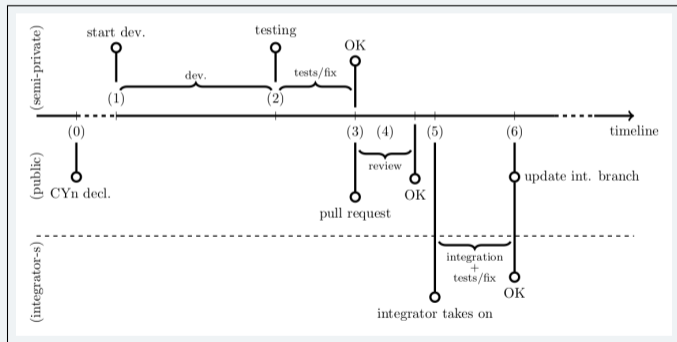 (semi-private)
start dev.
testing
OK
dev.
tests/fix
(1)
(2)
(0)
(3)
(4)
(5)
(6)
timeline
(public)
CYn decl.
review
OK
update int. branch
pull request
(integrator-s)
integration
+
tests/fix
OK
integrator takes on